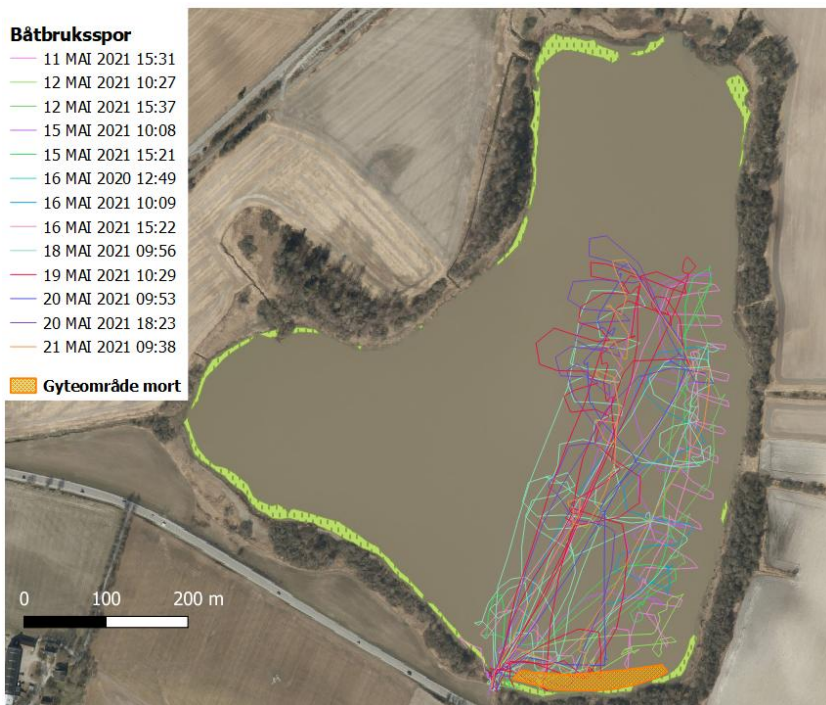 Båtbruksspor
11 MAI 2021 15:31
12 MAI 2021 10:27
12 MAI 2021 15:37
15 MAI 2021 10:08
15 MAI 2021 15:21
16 MAI 2020 12:49
16 MAI 2021 10:09
16 MAI 2021 15:22
18 MAI 2021 09:56
19 MAI 2021 10:29
20 MAI 2021 09:53
20 MAI 2021 18:23
21 MAI 2021 09:38
Gyteområde mort
0 100 200 m